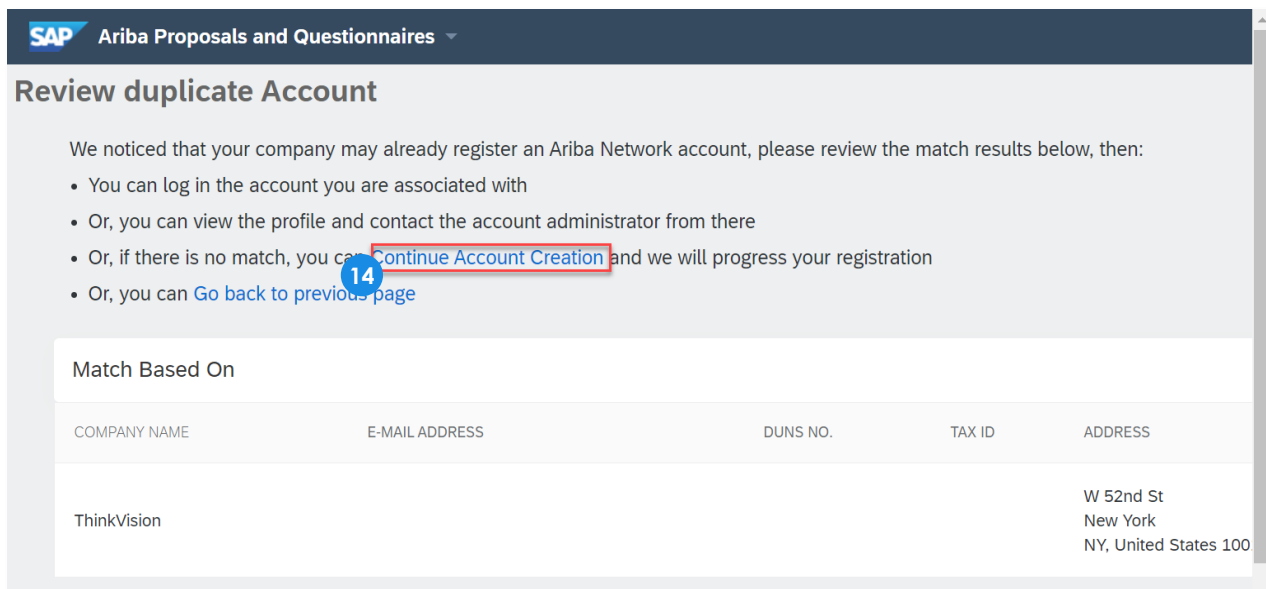 SAP Ariba Proposals and Questionnaires
Review duplicate Account
We noticed that your company may already register an Ariba Network account, please review the match results below, then:
• You can log in the account you are associated with
• Or, you can view the profile and contact the account administrator from there
• Or, if there is no match, you can Continue Account Creation and we will progress your registration
14
• Or, you can Go back to previous page
Match Based On
COMPANY NAME E-MAIL ADDRESS DUNS NO. TAX ID ADDRESS
ThinkVision
W 52nd St
New York
NY, United States 100